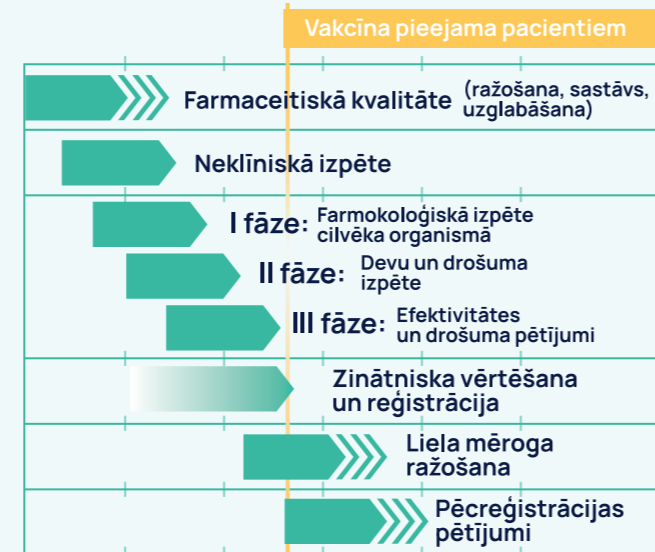 Vakcīna pieejama pacientiem
Farmaceitiskā kvalitāte (ražošana, sastāvs,
uzglabāšana)
Neklīniskā izpēte
I fāze: Farmokoloģiskā izpēte
cilvēka organismā
II fāze: Devu un drošuma
izpēte
III fāze: Efektivitātes
un drošuma pētījumi
Zinātniska vērtēšana
un reģistrācija
Liela mēroga
ražošana
Pēcreģistrācijas
pētījumi